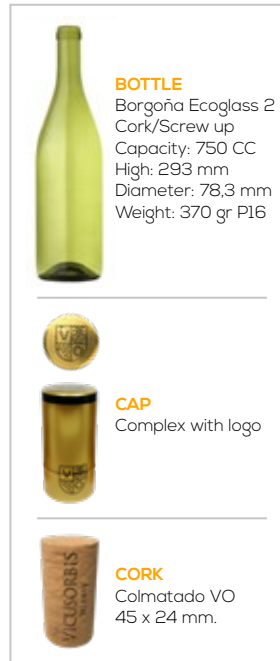 BOTTLE
Borgoña Ecoglass 2
Cork/Screw up
Capacity: 750 CC
High: 293 mm
Diameter: 78,3 mm
Weight: 370 gr P16
CAP
Complex with logo
VICUSORBIS
CORK
Colmatado VO
45 x 24 mm.